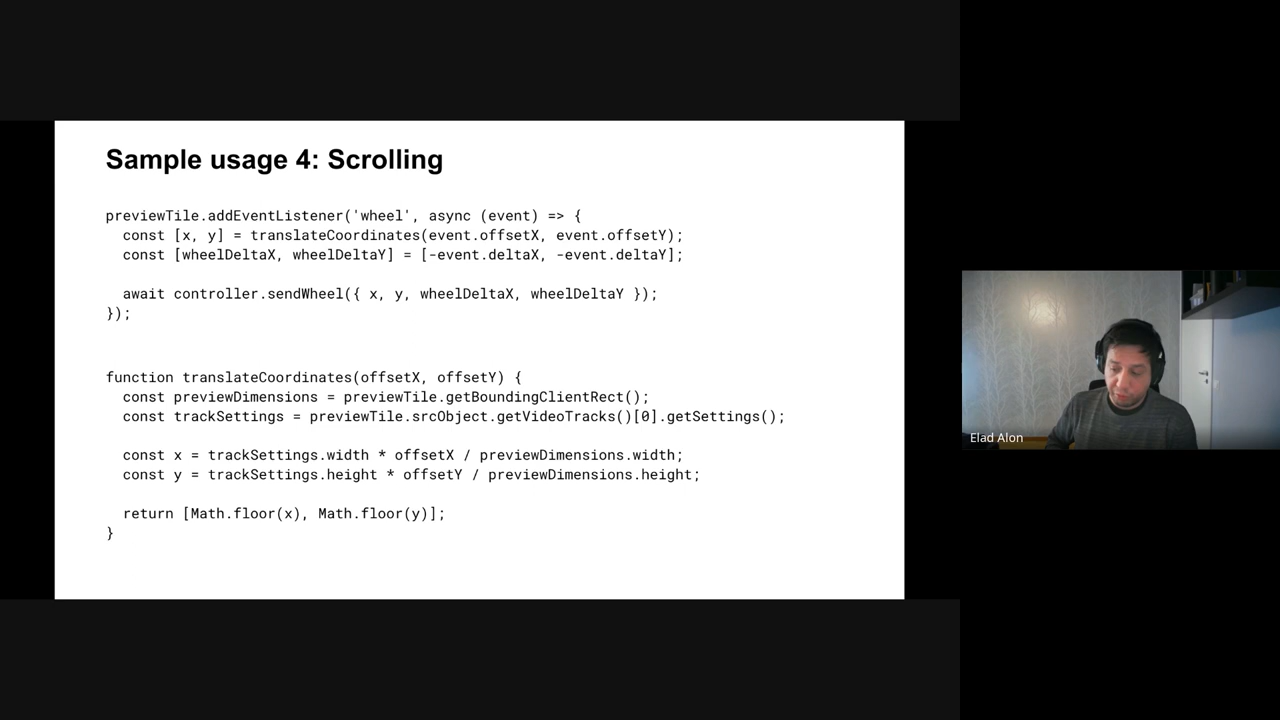 Sample usage 4: Scrolling
previewTile.addEventListener('wheel', async (event) => {
const [x, y] = translateCoordinates(event.offsetX, event.offsetY);
const [wheelDeltaX, wheelDeltaY] = [-event.deltaX, -event.deltaY];
await controller.sendWheel({ x, y, wheelDeltaX, wheelDeltaY });
});
function translateCoordinates(offsetX, offsetY) {
const previewDimensions = previewTile.getBoundingClientRect();
const trackSettings = previewTile.srcObject.getVideoTracks()[0].getSettings();
const x = trackSettings.width * offsetX / previewDimensions.width;
const y = trackSettings.height * offsetY / previewDimensions.height;
return [Math.floor(x), Math.floor(y)];
}
Elad Alon